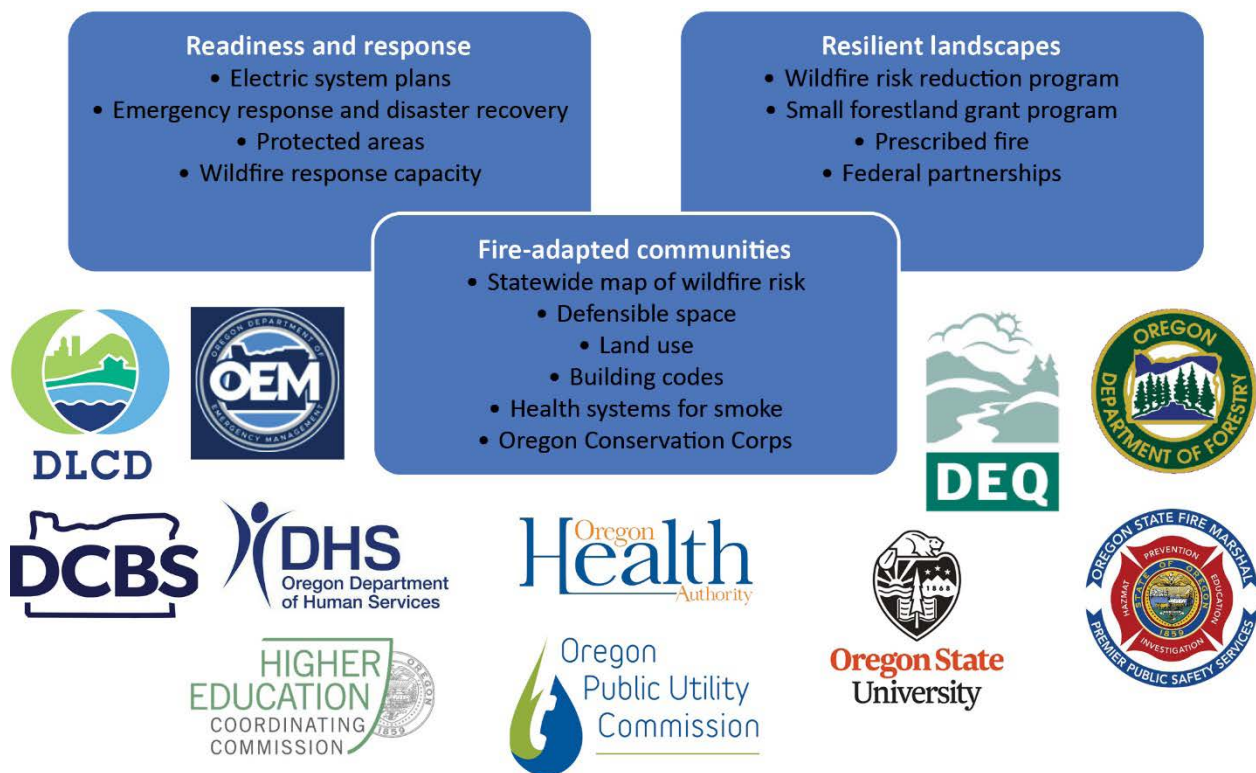 Readiness and response
• Electric system plans
• Emergency response and disaster recovery
• Protected areas
• Wildfire response capacity
Resilient landscapes
• Wildfire risk reduction program
• Small forestland grant program
• Prescribed fire
• Federal partnerships
Fire-adapted communities
• Statewide map of wildfire risk
• Defensible space
• Land use
• Building codes
• Health systems for smoke
• Oregon Conservation Corps
DLCD
OREGON DEPARTMENT OF
OEM
EMERGENCY MANAGEMENT
DEQ
OREGON
DEPARTMENT OF FORESTRY
DCBS
DHS
Oregon Department
of Human Services
Oregon
Health
Authority
1868
Oregon State
University
OREGON STATE FIRE MARSHAL
PREVENTION
HAZMAT
EDUCATION
STATE OF OREGON
1859
INVESTIGATION
PREMIER PUBLIC SAFETY SERVICES
HIGHER
EDUCATION
COORDINATING
COMMISSION
OREGON
1859
Oregon
Public Utility
Commission